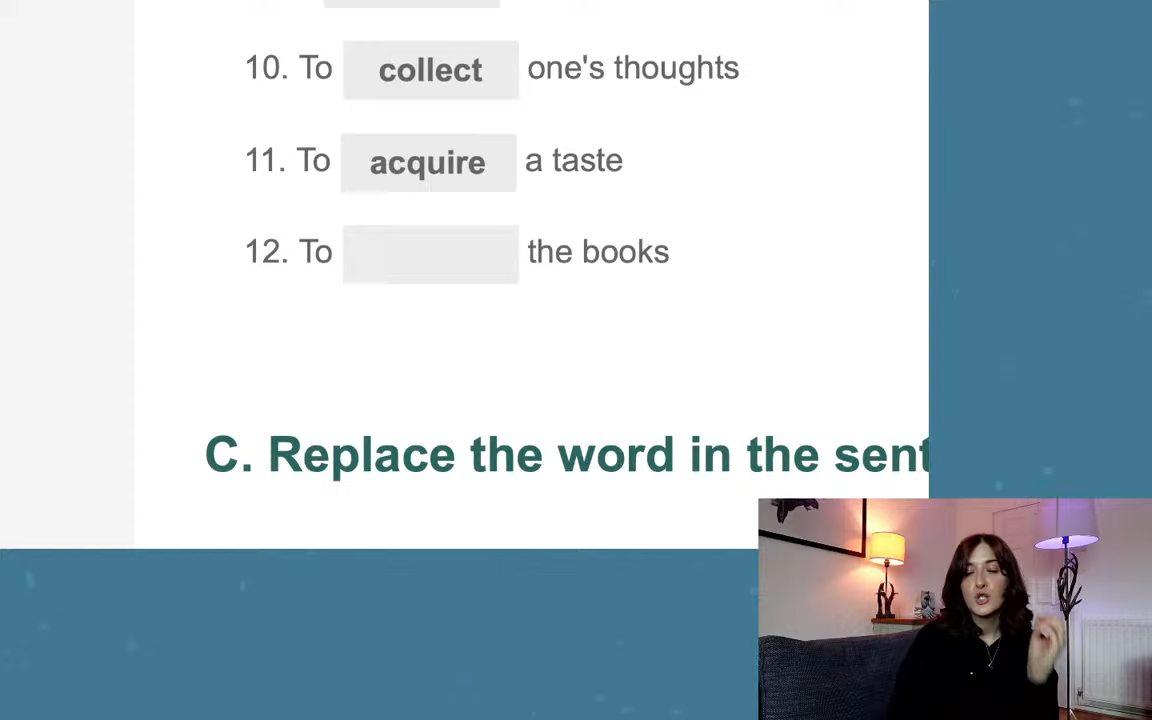 10. To collect one's thoughts
11. To acquire a taste
12. To the books
C. Replace the word in the sent